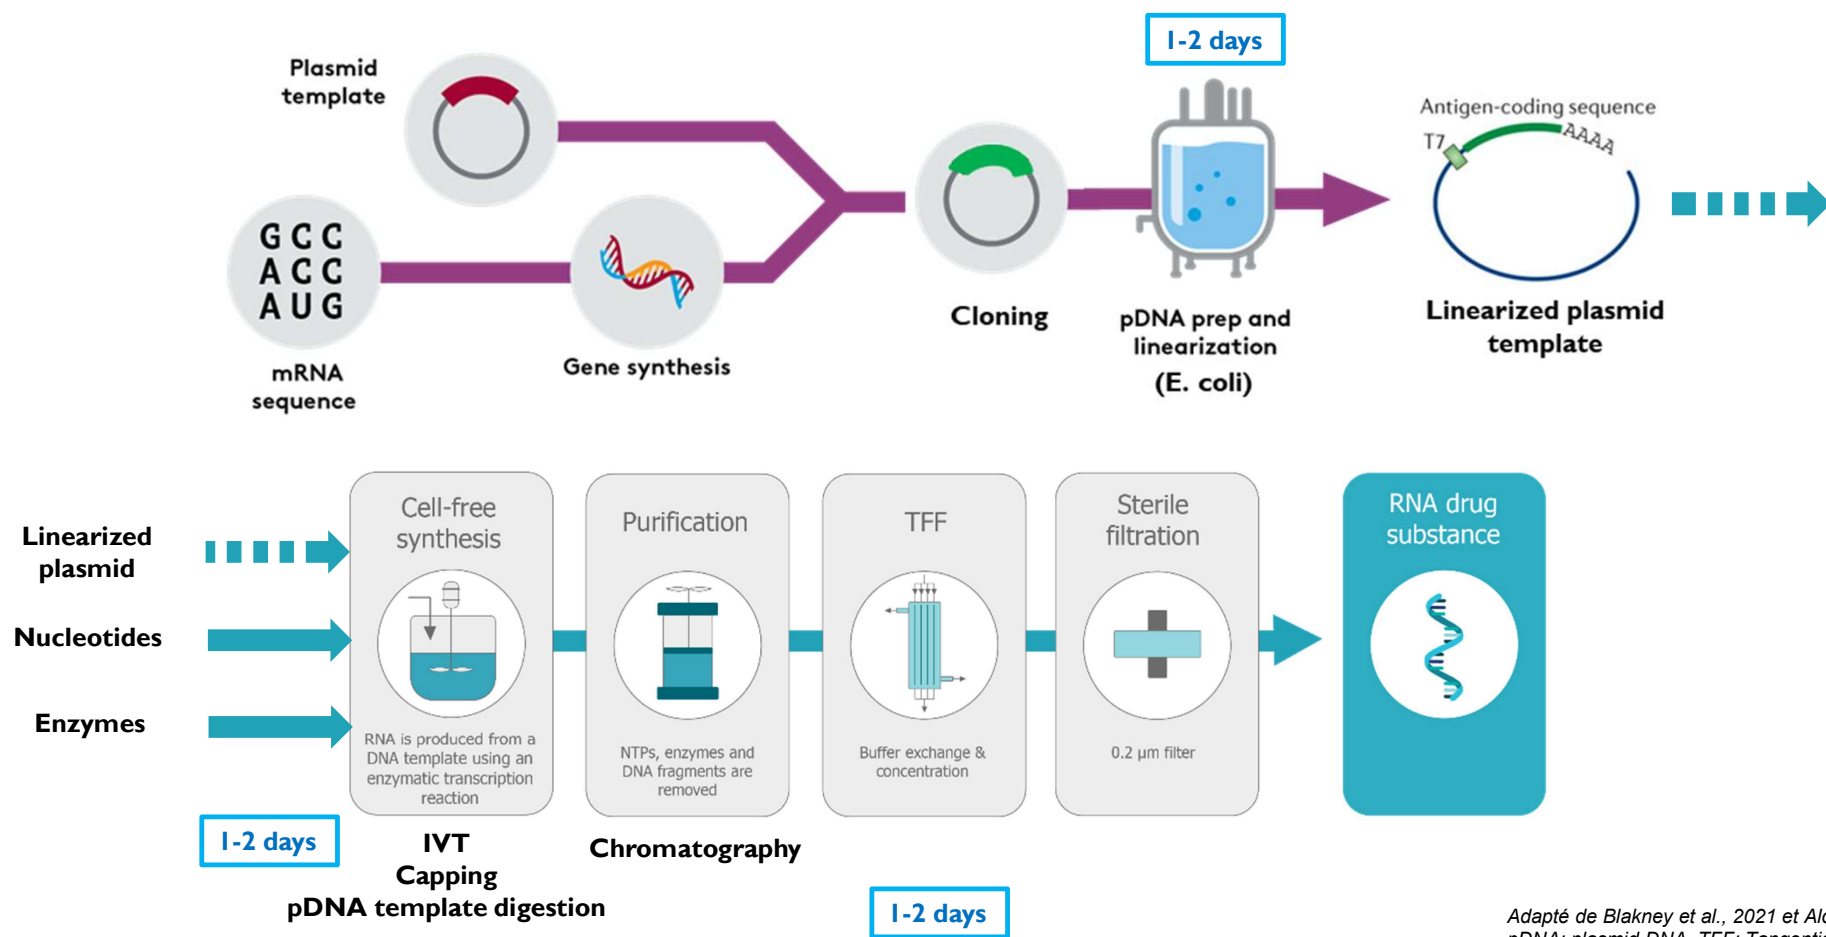 1-2 days
Plasmid
template
Antigen-coding sequence
T7
AAAA
GCC
ACC
AUG
mRNA
sequence
Gene synthesis
Cloning
pDNA prep and
linearization
(E. coli)
Linearized plasmid
template
Linearized
plasmid
Nucleotides
Enzymes
Cell-free
synthesis
RNA is produced from a
DNA template using an
enzymatic transcription
reaction
Purification
NTPs, enzymes and
DNA fragments are
removed
TFF
Buffer exchange &
concentration
Sterile
filtration
0.2 µm filter
RNA drug
substance
1-2 days
IVT
Capping
pDNA template digestion
Chromatography
1-2 days
Adapté de Blakney et al., 2021 et
pDNA: plasmid DNA, TFF: